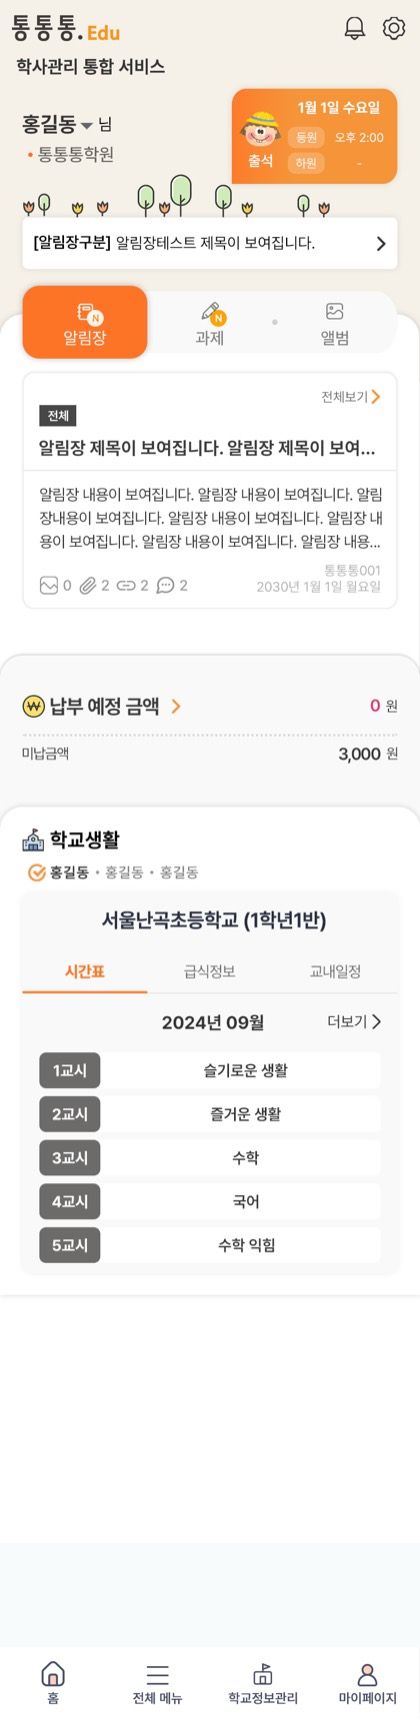 통통통.Edu
학사관리 통합 서비스
홍길동 님
• 통통통학원
1월 1일 수요일
등원 오후 2:00
출석
하원 -
[알림장구분] 알림장테스트 제목이 보여집니다.
N N
알림장 과제 앨범
전체보기
전체
알림장 제목이 보여집니다. 알림장 제목이 보여...
알림장 내용이 보여집니다. 알림장 내용이 보여집니다. 알림
장내용이 보여집니다. 알림장 내용이 보여집니다. 알림장 내
용이 보여집니다. 알림장 내용이 보여집니다. 알림장 내용...
통통통001
0 2 2 2 2030년 1월 1일 월요일
₩ 납부 예정 금액 0 원
미납금액 3,000 원
학교생활
홍길동 • 홍길동 • 홍길동
서울난곡초등학교 (1학년1반)
시간표 급식정보 교내일정
2024년 09월 더보기
1교시 슬기로운 생활
2교시 즐거운 생활
3교시 수학
4교시 국어
5교시 수학 익힘
홈 전체 메뉴 학교정보관리 마이페이지